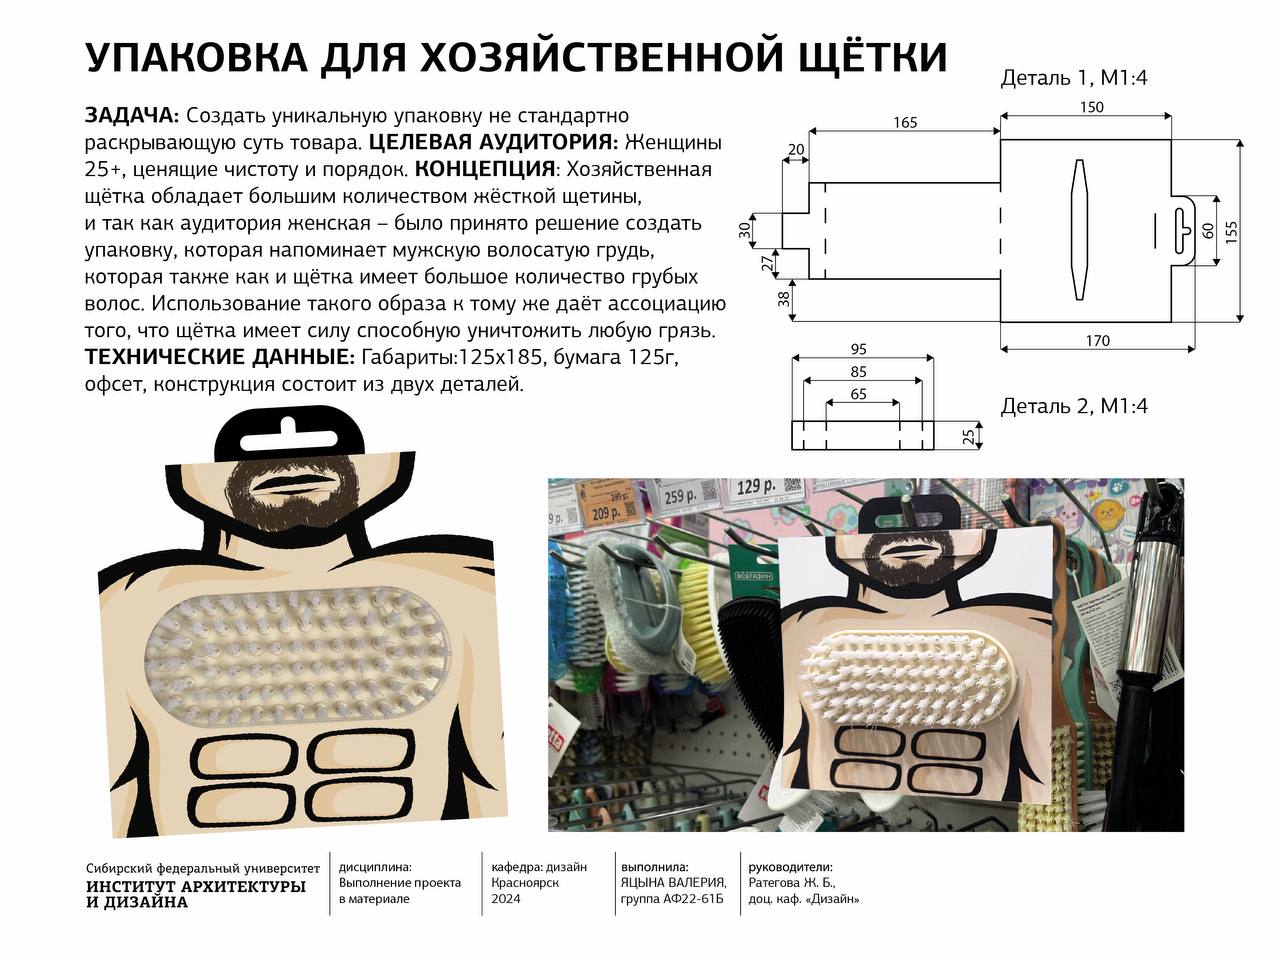 УПАКОВКА ДЛЯ ХОЗЯЙСТВЕННОЙ ЩЁТКИ
ЗАДАЧА: Создать уникальную упаковку не стандартно
раскрывающую суть товара. ЦЕЛЕВАЯ АУДИТОРИЯ: Женщины
25+, ценящие чистоту и порядок. КОНЦЕПЦИЯ: Хозяйственная
щётка обладает большим количеством жёсткой щетины,
и так как аудитория женская – было принято решение создать
упаковку, которая напоминает мужскую волосатую грудь,
которая также как и щётка имеет большое количество грубых
волос. Использование такого образа к тому же даёт ассоциацию
того, что щётка имеет силу способную уничтожить любую грязь.
ТЕХНИЧЕСКИЕ ДАННЫЕ: Габариты:125х185, бумага 125г,
офсет, конструкция состоит из двух деталей.
Деталь 1, М1:4
150
165
20
30
27
38
60
155
170
Деталь 2, М1:4
95
85
65
25
209 р.
259 р.
129 р.
ВСЕГАЗИН
Сибирский федеральный университет
ИНСТИТУТ АРХИТЕКТУРЫ
И ДИЗАЙНА
дисциплина:
Выполнение проекта
в материале
кафедра: дизайн
Красноярск
2024
выполнила:
ЯЦЫНА ВАЛЕРИЯ,
группа АФ22-61Б
руководители:
Ратегова Ж. Б.,
доц. каф. «Дизайн»